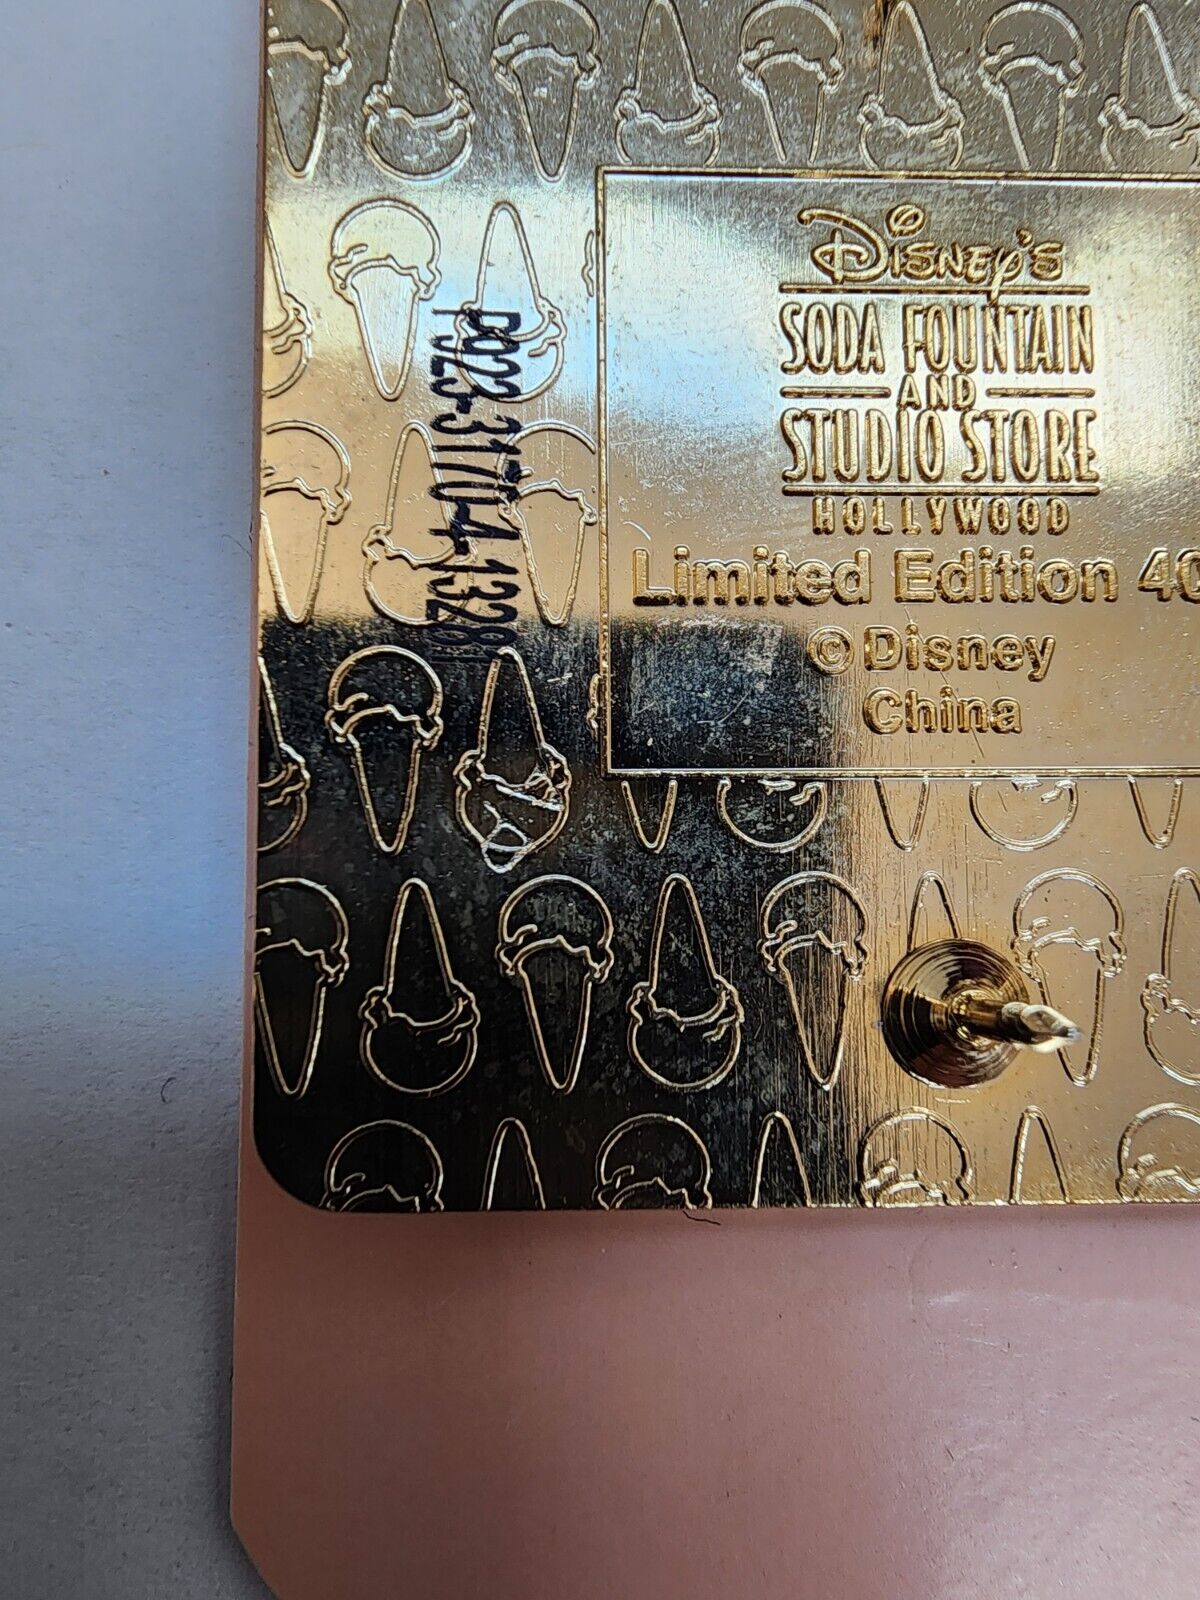 Disney's
SODA FOUNTAIN
AND
STUDIO STORE
HOLLYWOOD
Limited Edition 40
© Disney
China